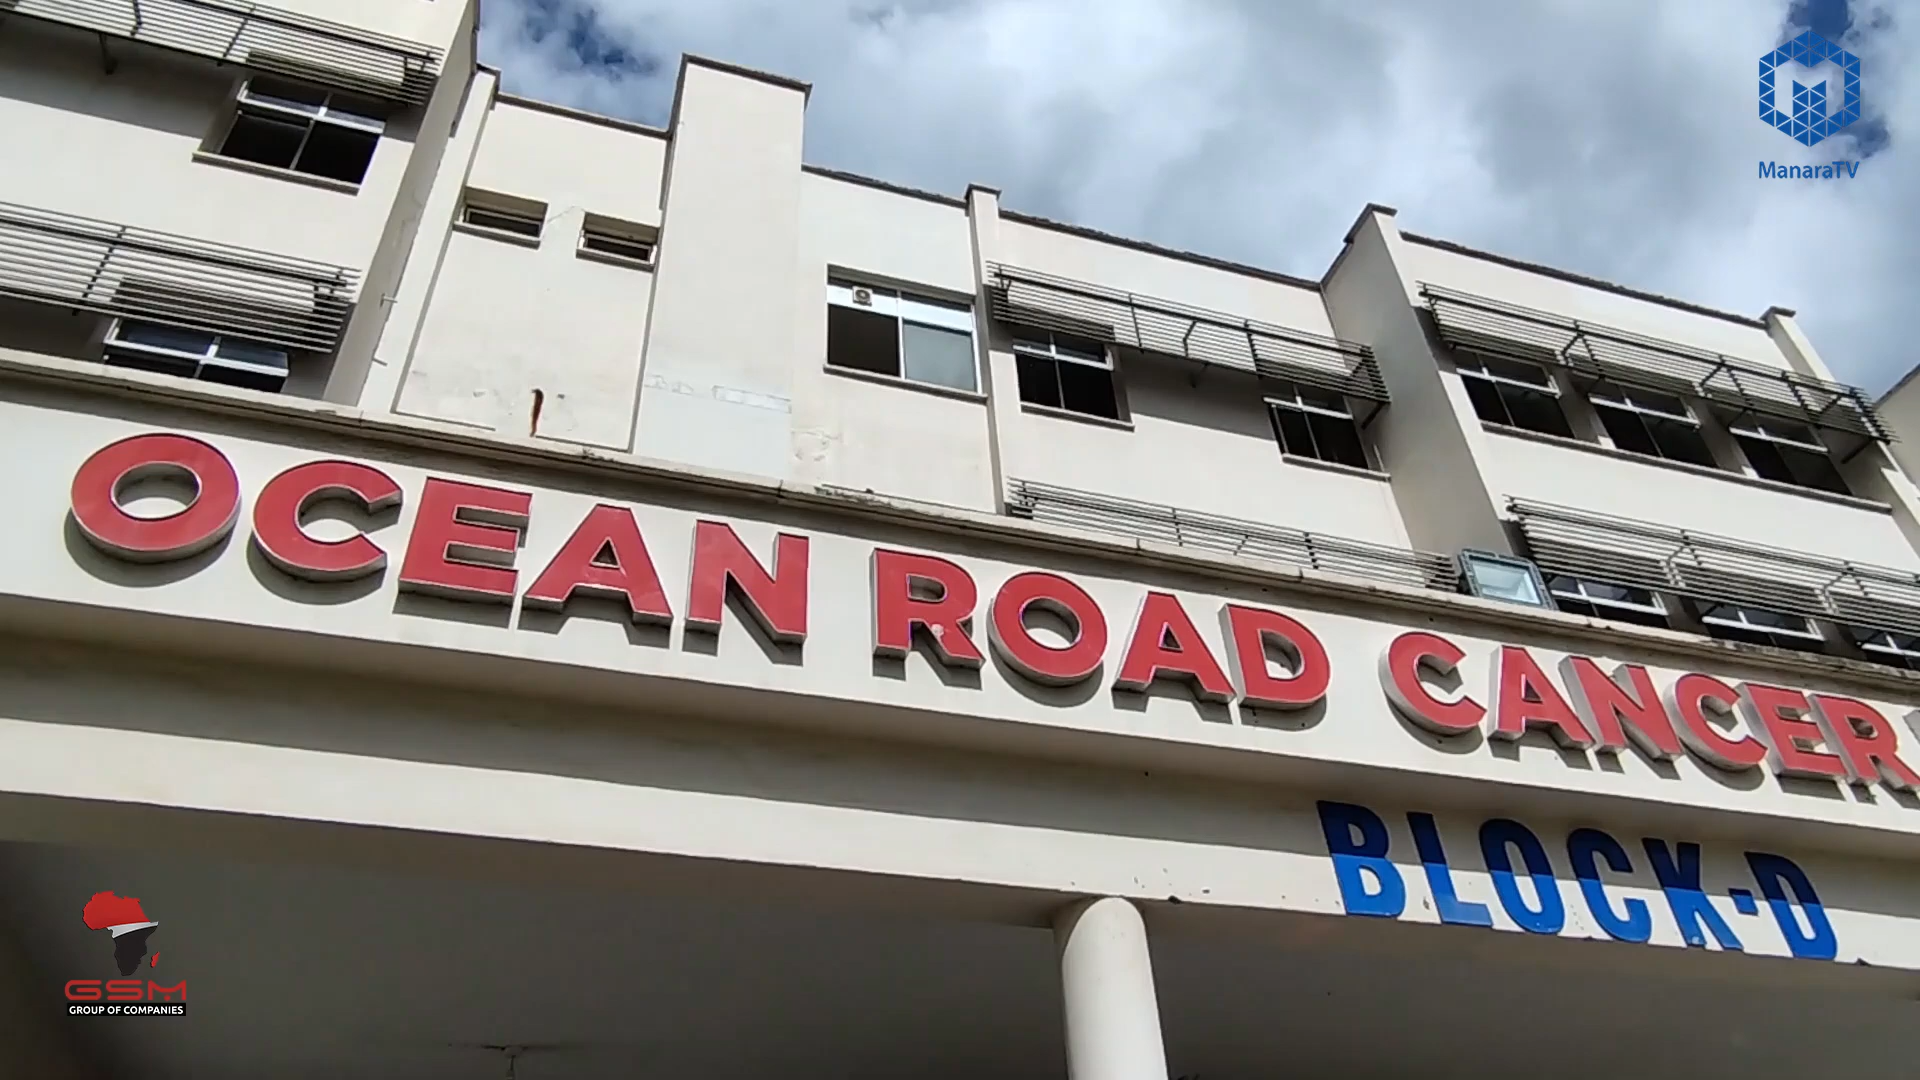 ManaraTV
OCEAN ROAD CANCER
BLOCK-D
GSM
GROUP OF COMPANIES